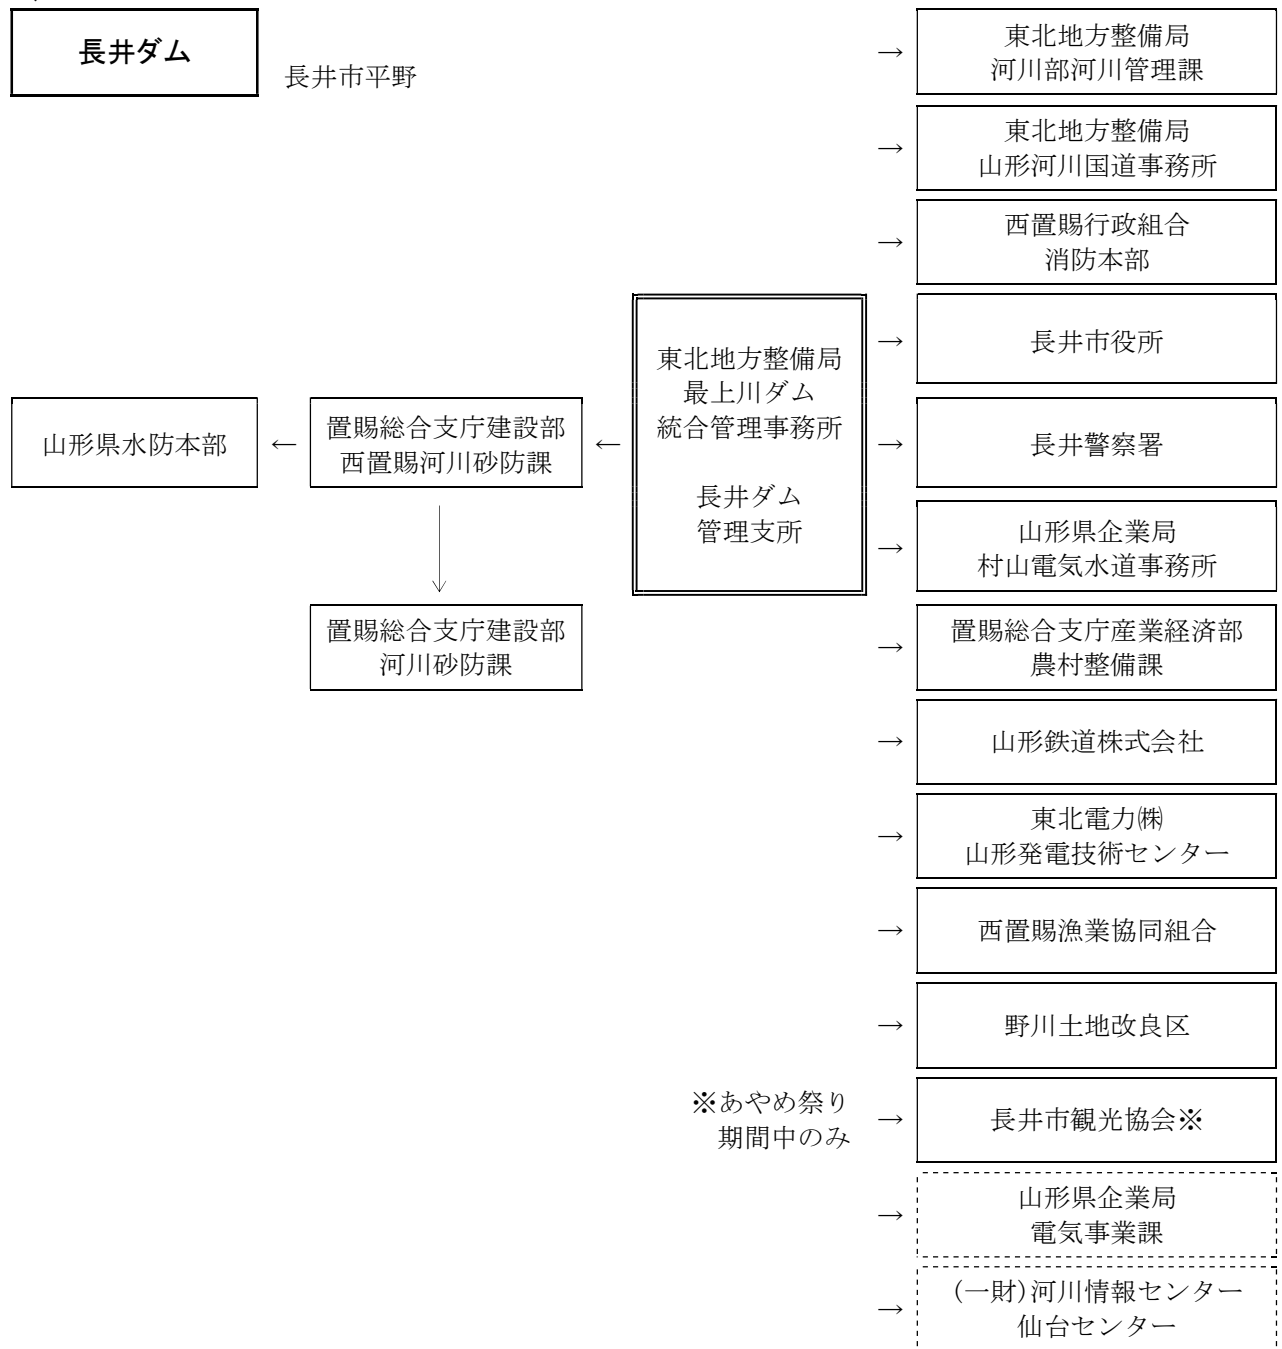 長井ダム
長井市平野
→
東北地方整備局
河川部河川管理課
→
東北地方整備局
山形河川国道事務所
→
西置賜行政組合
消防本部
→
長井市役所
東北地方整備局
最上川ダム
統合管理事務所
長井ダム
管理支所
山形県水防本部
←
置賜総合支庁建設部
西置賜河川砂防課
←
→
長井警察署
→
山形県企業局
村山電気水道事務所
置賜総合支庁建設部
河川砂防課
→
置賜総合支庁産業経済部
農村整備課
→
山形鉄道株式会社
→
東北電力㈱
山形発電技術センター
→
西置賜漁業協同組合
→
野川土地改良区
※あやめ祭り
期間中のみ
→
長井市観光協会※
→
山形県企業局
電気事業課
→
(一財)河川情報センター
仙台センター